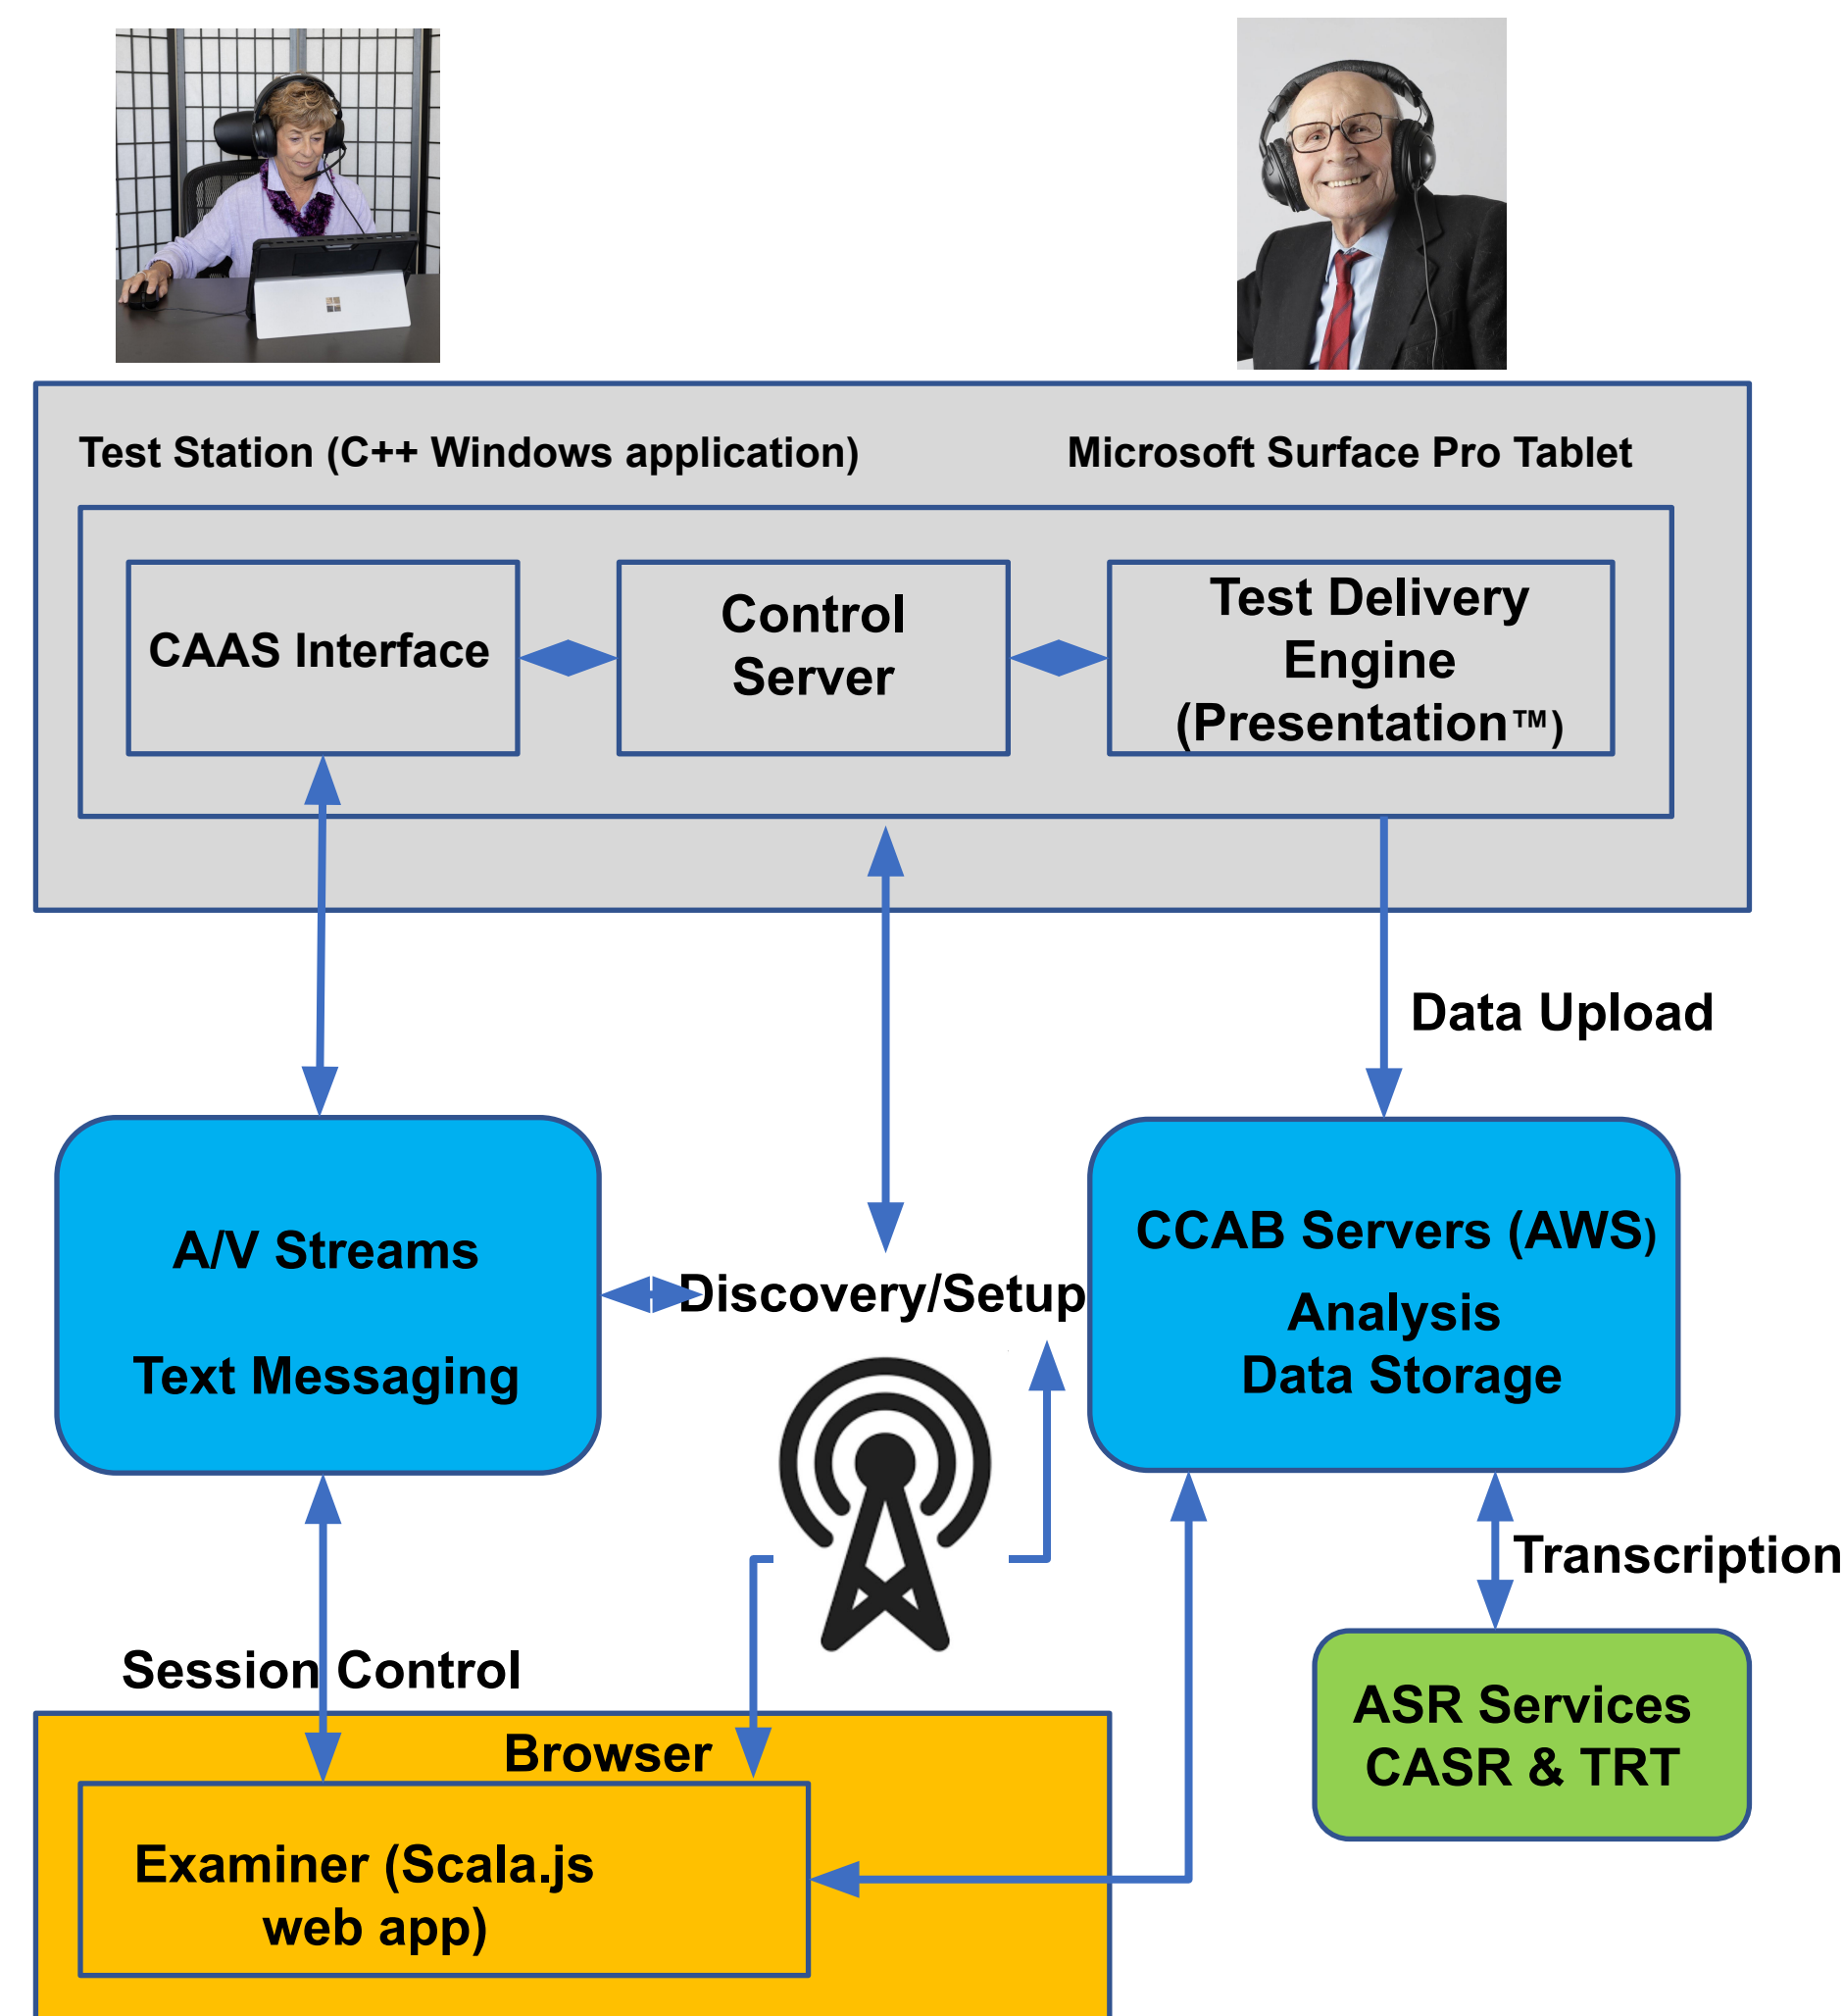 Test Station (C++ Windows application)
Microsoft Surface Pro Tablet
CAAS Interface
Control
Server
Test Delivery
Engine
(Presentation™)
Data Upload
A/V Streams
Text Messaging
Discovery/Setup
CCAB Servers (AWS)
Analysis
Data Storage
Transcription
Session Control
ASR Services
CASR & TRT
Browser
Examiner (Scala.js
web app)